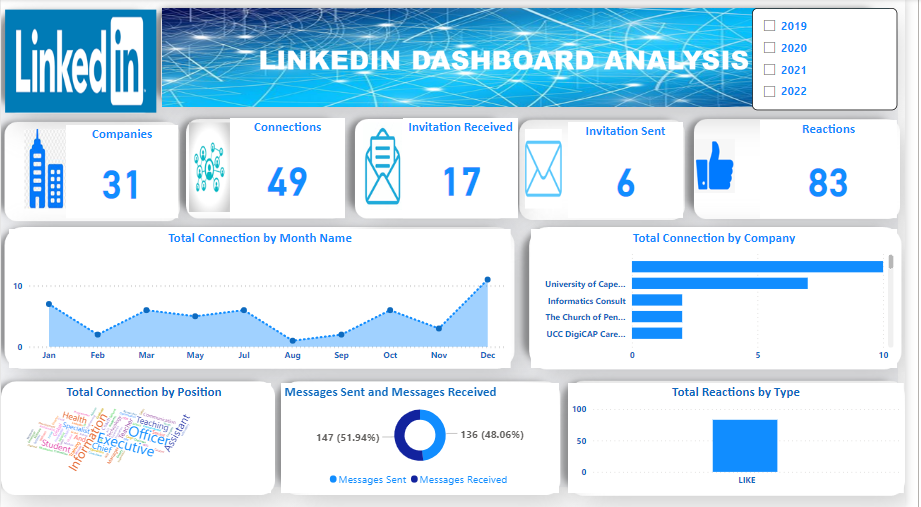 Linked in
LINKEDIN DASHBOARD ANALYSIS
2019
2020
2021
2022
Companies
31
Connections
49
Invitation Received
17
Invitation Sent
6
Reactions
83
Total Connection by Month Name
10
0
Jan Feb Mar May Jul Aug Sep Oct Nov Dec
Total Connection by Company
University of Cape...
Informatics Consult
The Church of Pen...
UCC DigiCAP Care...
0 5 10
Total Connection by Position
Health
Specialist
Student
Information
Executive
Chief
Officer
Teaching
Assistant
Communication
Messages Sent and Messages Received
147 (51.94%)
136 (48.06%)
Messages Sent Messages Received
Total Reactions by Type
100
50
0
LIKE